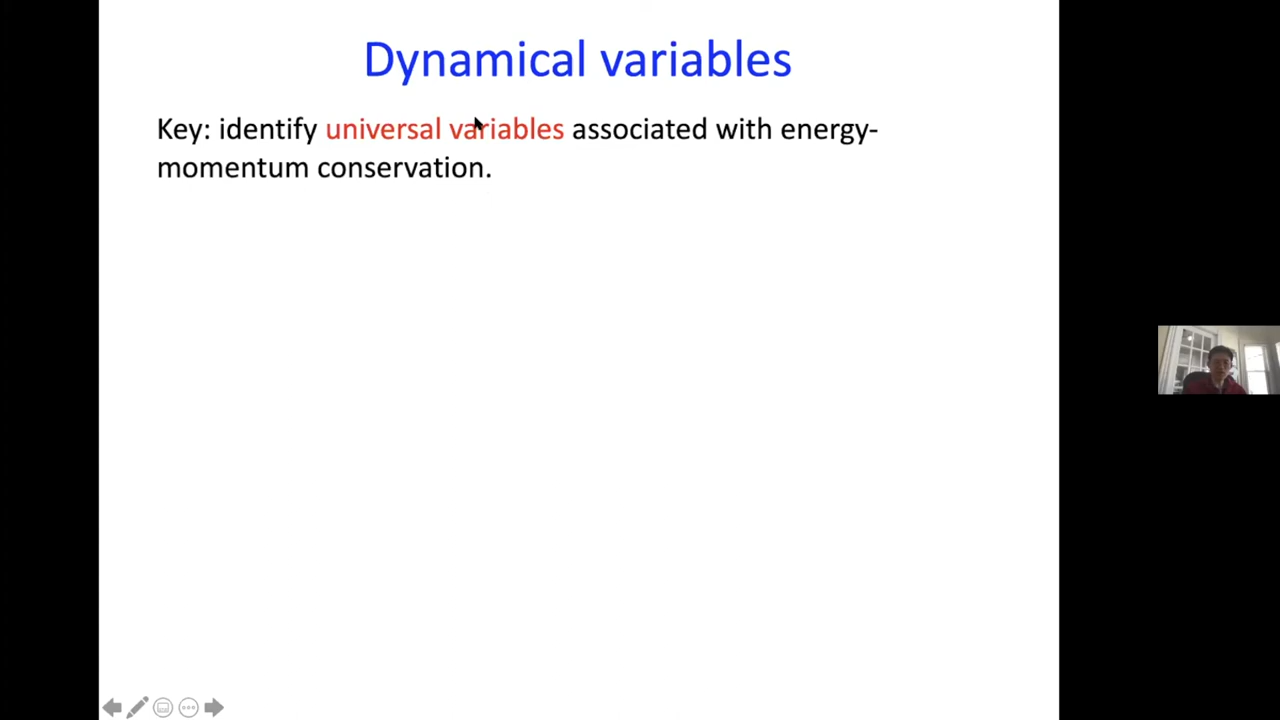 Dynamical variables
Key: identify universal variables associated with energy-
momentum conservation.